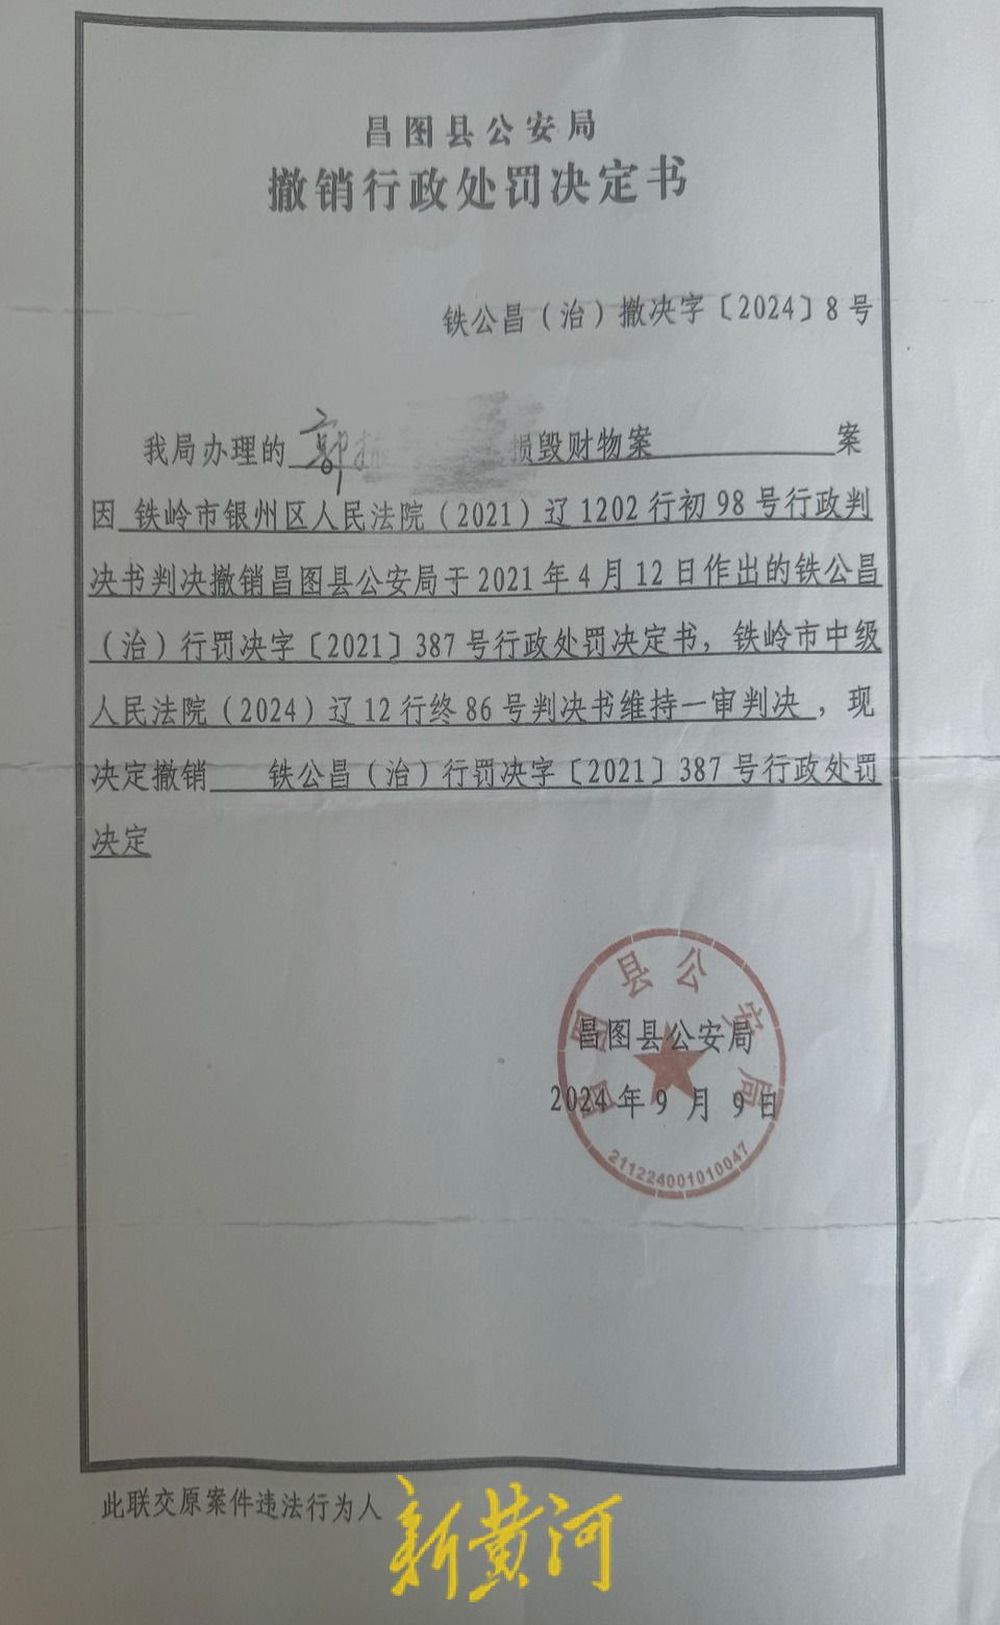 昌图县公安局
撤销行政处罚决定书
铁公昌（治）撤决字〔2024〕8号
我局办理的 郭 损毁财物案 案
因 铁岭市银州区人民法院（2021）辽1202行初98号行政判
决书判决撤销昌图县公安局于2021年4月12日作出的铁公昌
（治）行罚决字〔2021〕387号行政处罚决定书，铁岭市中级
人民法院（2024）辽12行终86号判决书维持一审判决，现
决定撤销 铁公昌（治）行罚决字〔2021〕387号行政处罚
决定
昌图县公安局
昌图县公安局
2024年9月9日
211224001010047
此联交原案件违法行为人
新黄河